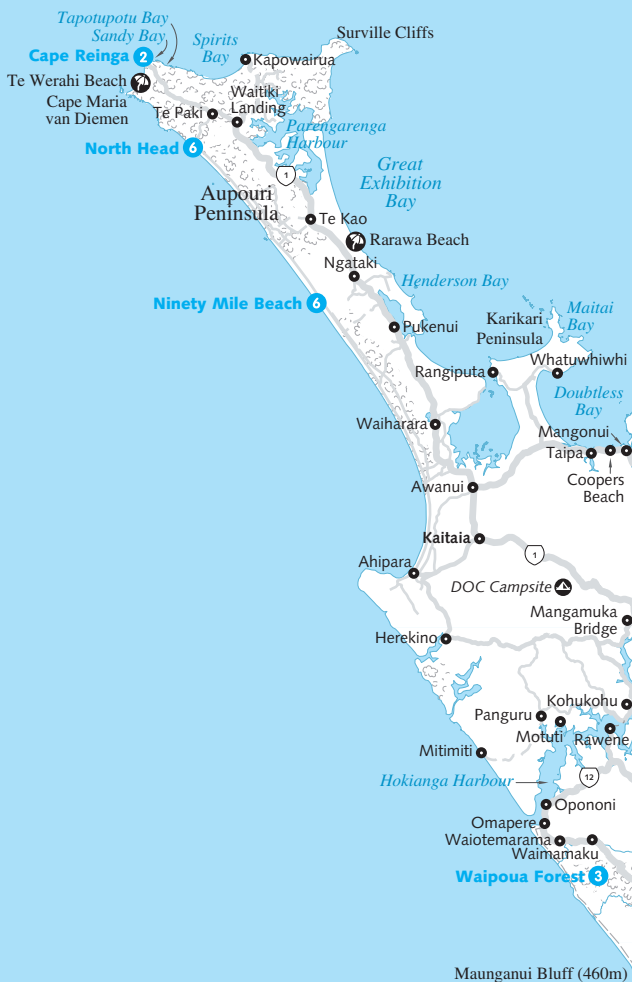 Tapotupotu Bay
Sandy Bay
Cape Reinga 2
Spirits
Bay
Surville Cliffs
Kapowairua
Te Werahi Beach
Cape Maria
van Diemen
Waitiki
Landing
Te Paki
Parengarenga
Harbour
North Head 6
1
Great
Exhibition
Bay
Aupouri
Peninsula
Te Kao
Rarawa Beach
Ngataki
Henderson Bay
Ninety Mile Beach 6
Maitai
Bay
Karikari
Peninsula
Pukenui
Whatuwhiwhi
Rangiputa
Doubtless
Bay
Waiharara
Mangonui
Taipa
Coopers
Beach
Awanui
Kaitaia
1
Ahipara
DOC Campsite
Mangamuka
Bridge
Herekino
Kohukohu
Panguru
Motuti
Rawene
Mitimiti
Hokianga Harbour
12
Opononi
Omapere
Waiotemarama
Waimamaku
Waipoua Forest 3
Maunganui Bluff (460m)